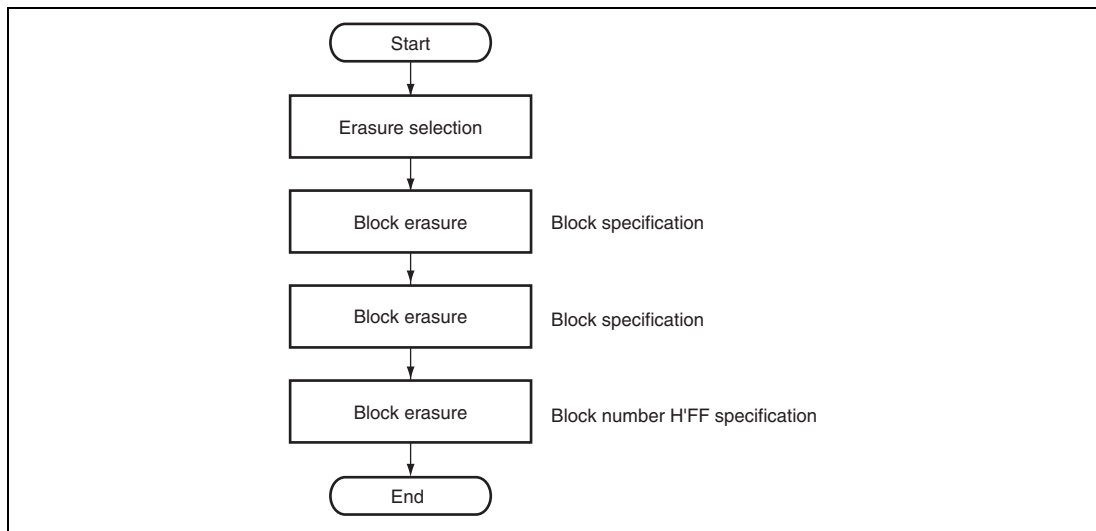 Start
Erasure selection
Block erasure
Block specification
Block erasure
Block specification
Block erasure
Block number H'FF specification
End